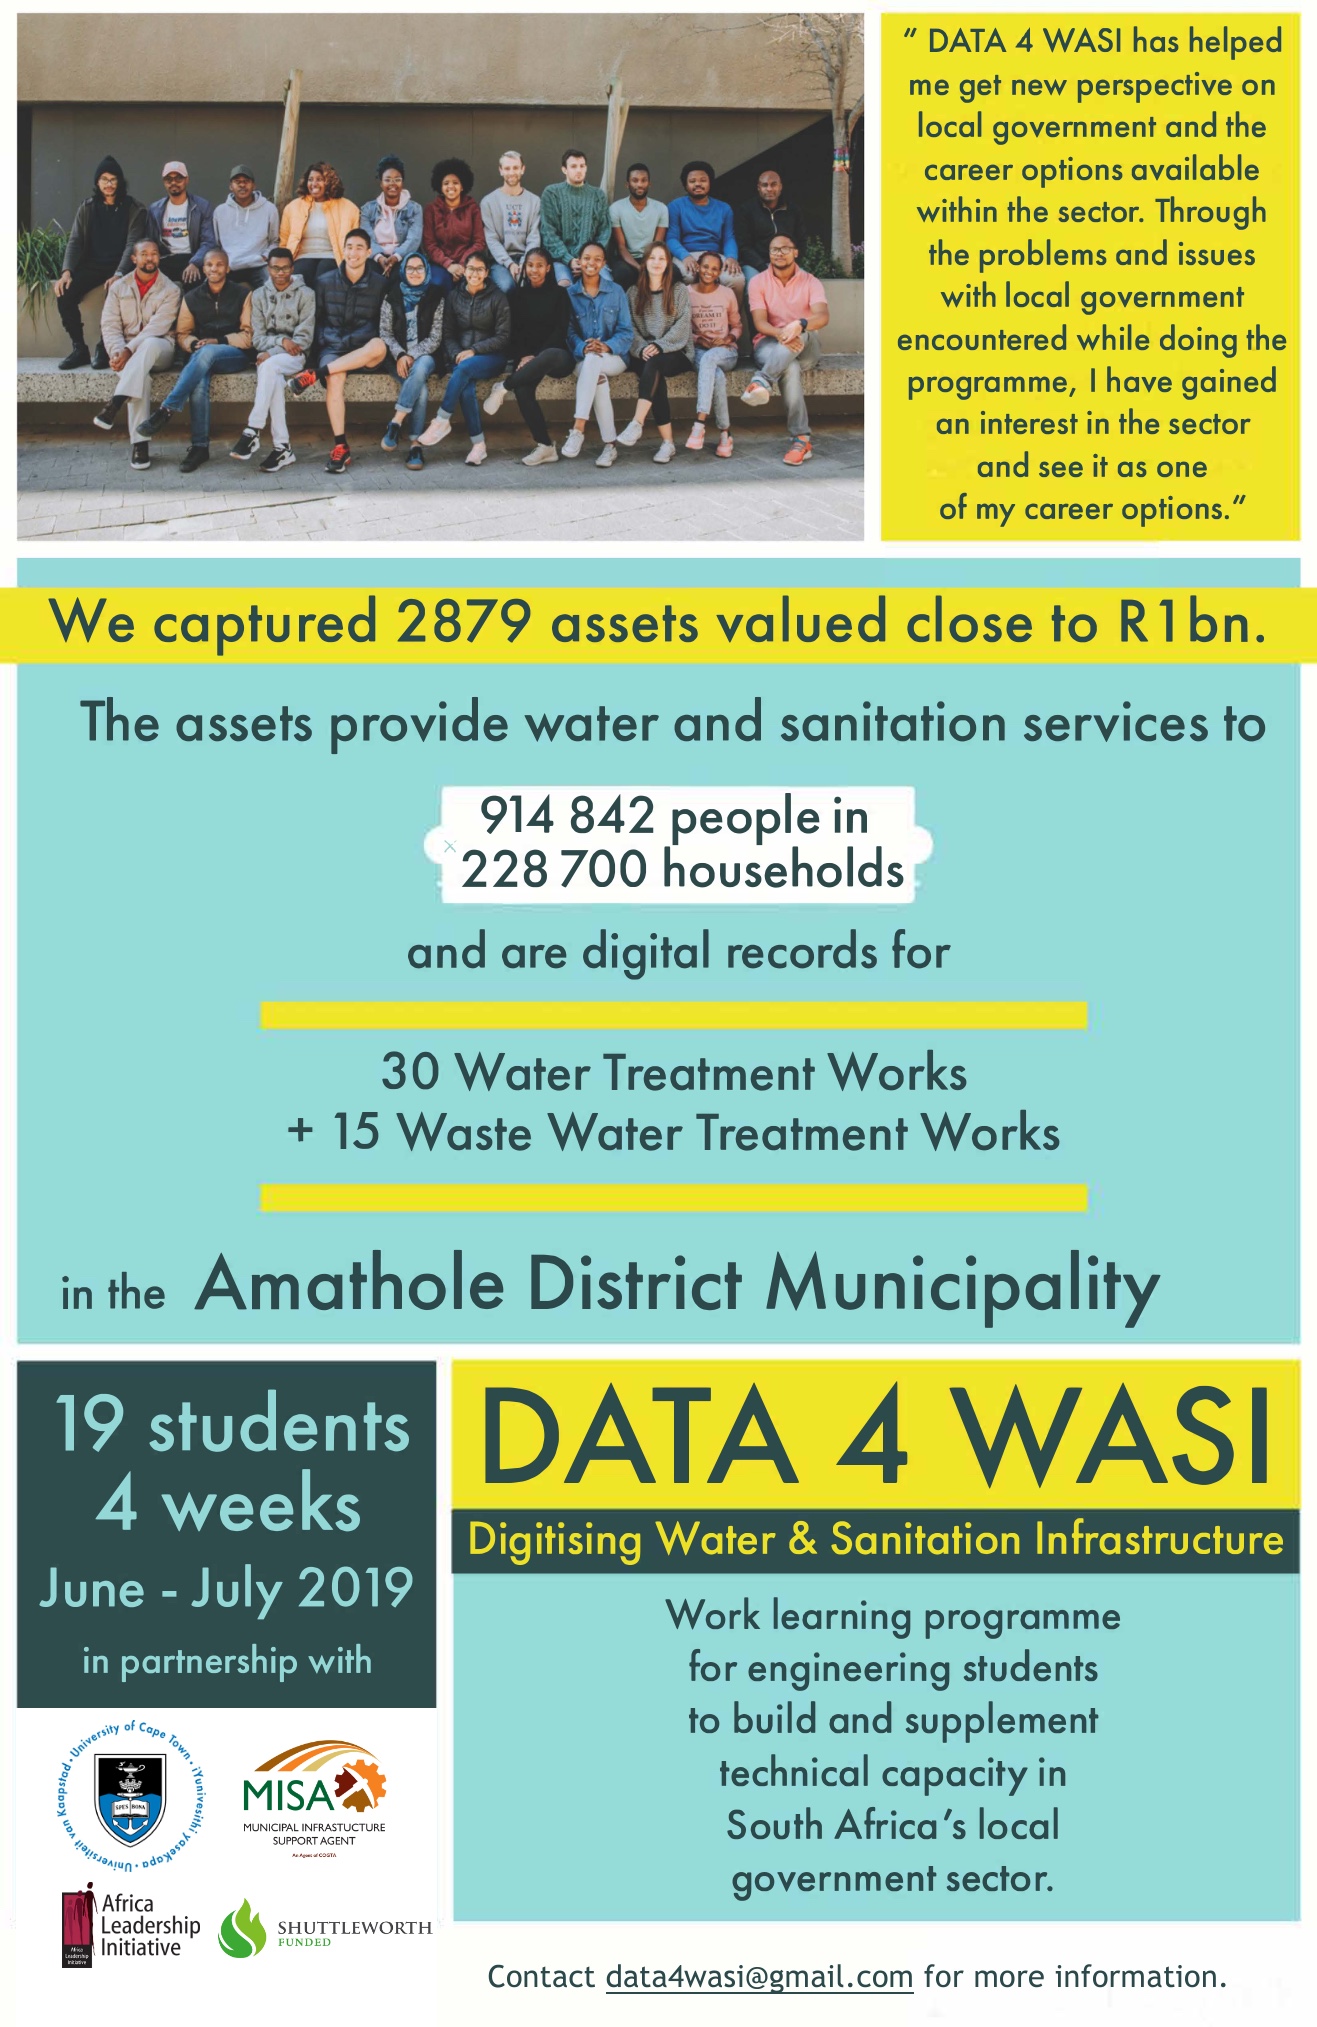 “ DATA 4 WASI has helped
me get new perspective on
local government and the
career options available
within the sector. Through
the problems and issues
with local government
encountered while doing the
programme, I have gained
an interest in the sector
and see it as one
of my career options.”
We captured 2879 assets valued close to R1bn.
The assets provide water and sanitation services to
914 842 people in
228 700 households
and are digital records for
30 Water Treatment Works
+ 15 Waste Water Treatment Works
in the Amathole District Municipality
19 students
4 weeks
June - July 2019
in partnership with
University of Cape Town • iYunivesithi yaseKapa • Universiteit van Kaapstad •
SPES BONA
MISA
MUNICIPAL INFRASTUCTURE
SUPPORT AGENT
An Agent of COGTA
Africa
Leadership
Initiative
Africa
Leadership
Initiative
SHUTTLEWORTH
FUNDED
DATA 4 WASI
Digitising Water & Sanitation Infrastructure
Work learning programme
for engineering students
to build and supplement
technical capacity in
South Africa’s local
government sector.
Contact data4wasi@gmail.com for more information.